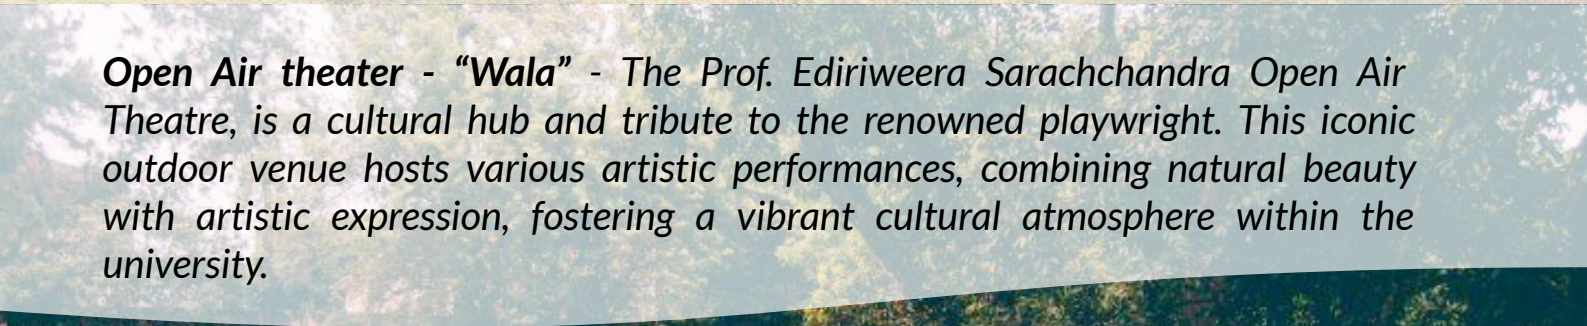 Open Air theater - “Wala” - The Prof. Ediriweera Sarachchandra Open Air
Theatre, is a cultural hub and tribute to the renowned playwright. This iconic
outdoor venue hosts various artistic performances, combining natural beauty
with artistic expression, fostering a vibrant cultural atmosphere within the
university.